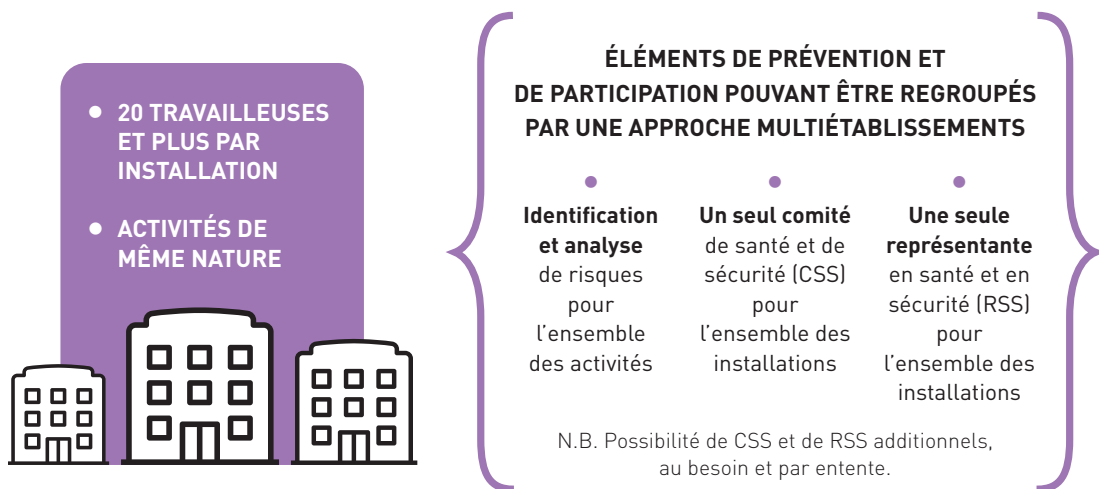 ● 20 TRAVAILLEUSES
ET PLUS PAR
INSTALLATION
● ACTIVITÉS DE
MÊME NATURE
ÉLÉMENTS DE PRÉVENTION ET
DE PARTICIPATION POUVANT ÊTRE REGROUPÉS
PAR UNE APPROCHE MULTIÉTABLISSEMENTS
Identification
et analyse
de risques
pour
l’ensemble
des activités
Un seul comité
de santé et de
sécurité (CSS)
pour
l’ensemble des
installations
Une seule
représentante
en santé et en
sécurité (RSS)
pour
l’ensemble des
installations
N.B. Possibilité de CSS et de RSS additionnels,
au besoin et par entente.